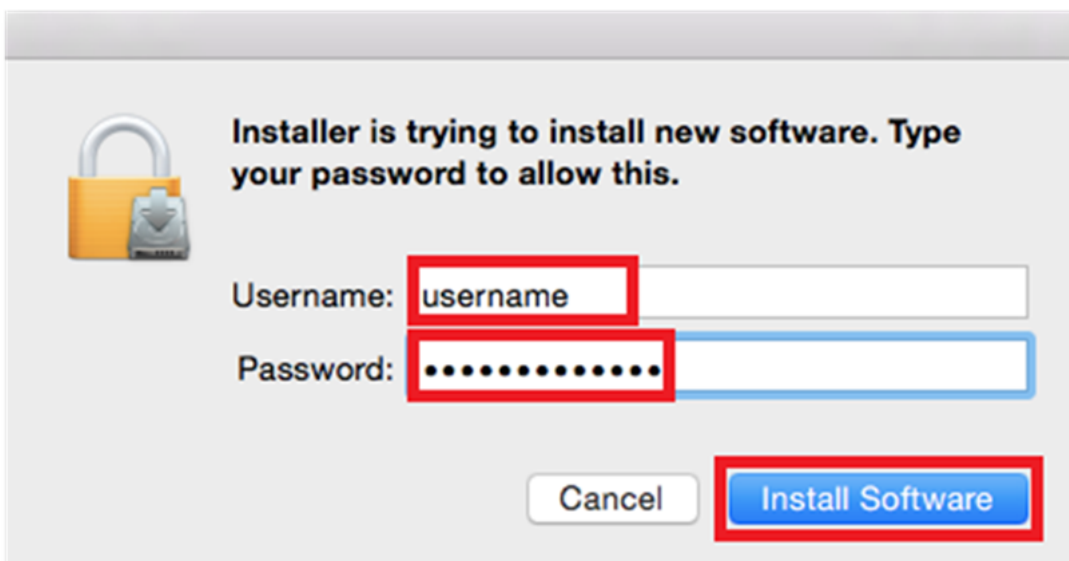 Installer is trying to install new software. Type
your password to allow this.
Username: username
Password: •••••••••••••
Cancel Install Software